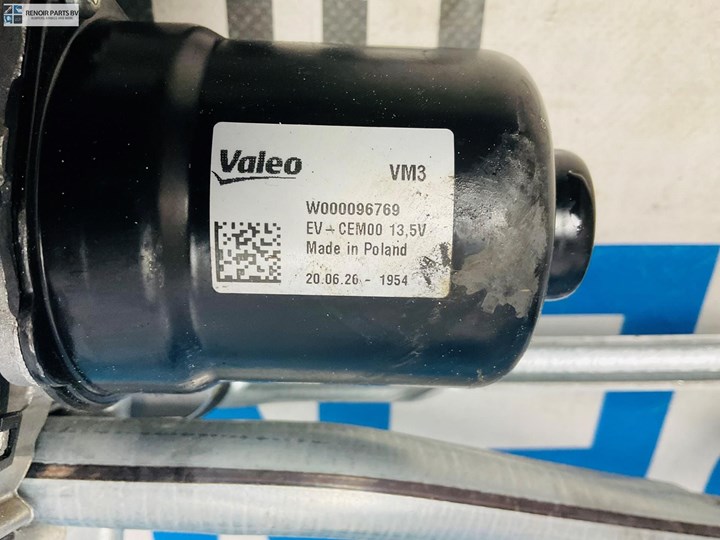 RENOIR PARTS BV
Valeo
VM3
W000096769
EV-CEM00 13,5V
Made in Poland
20.06.26 - 1954